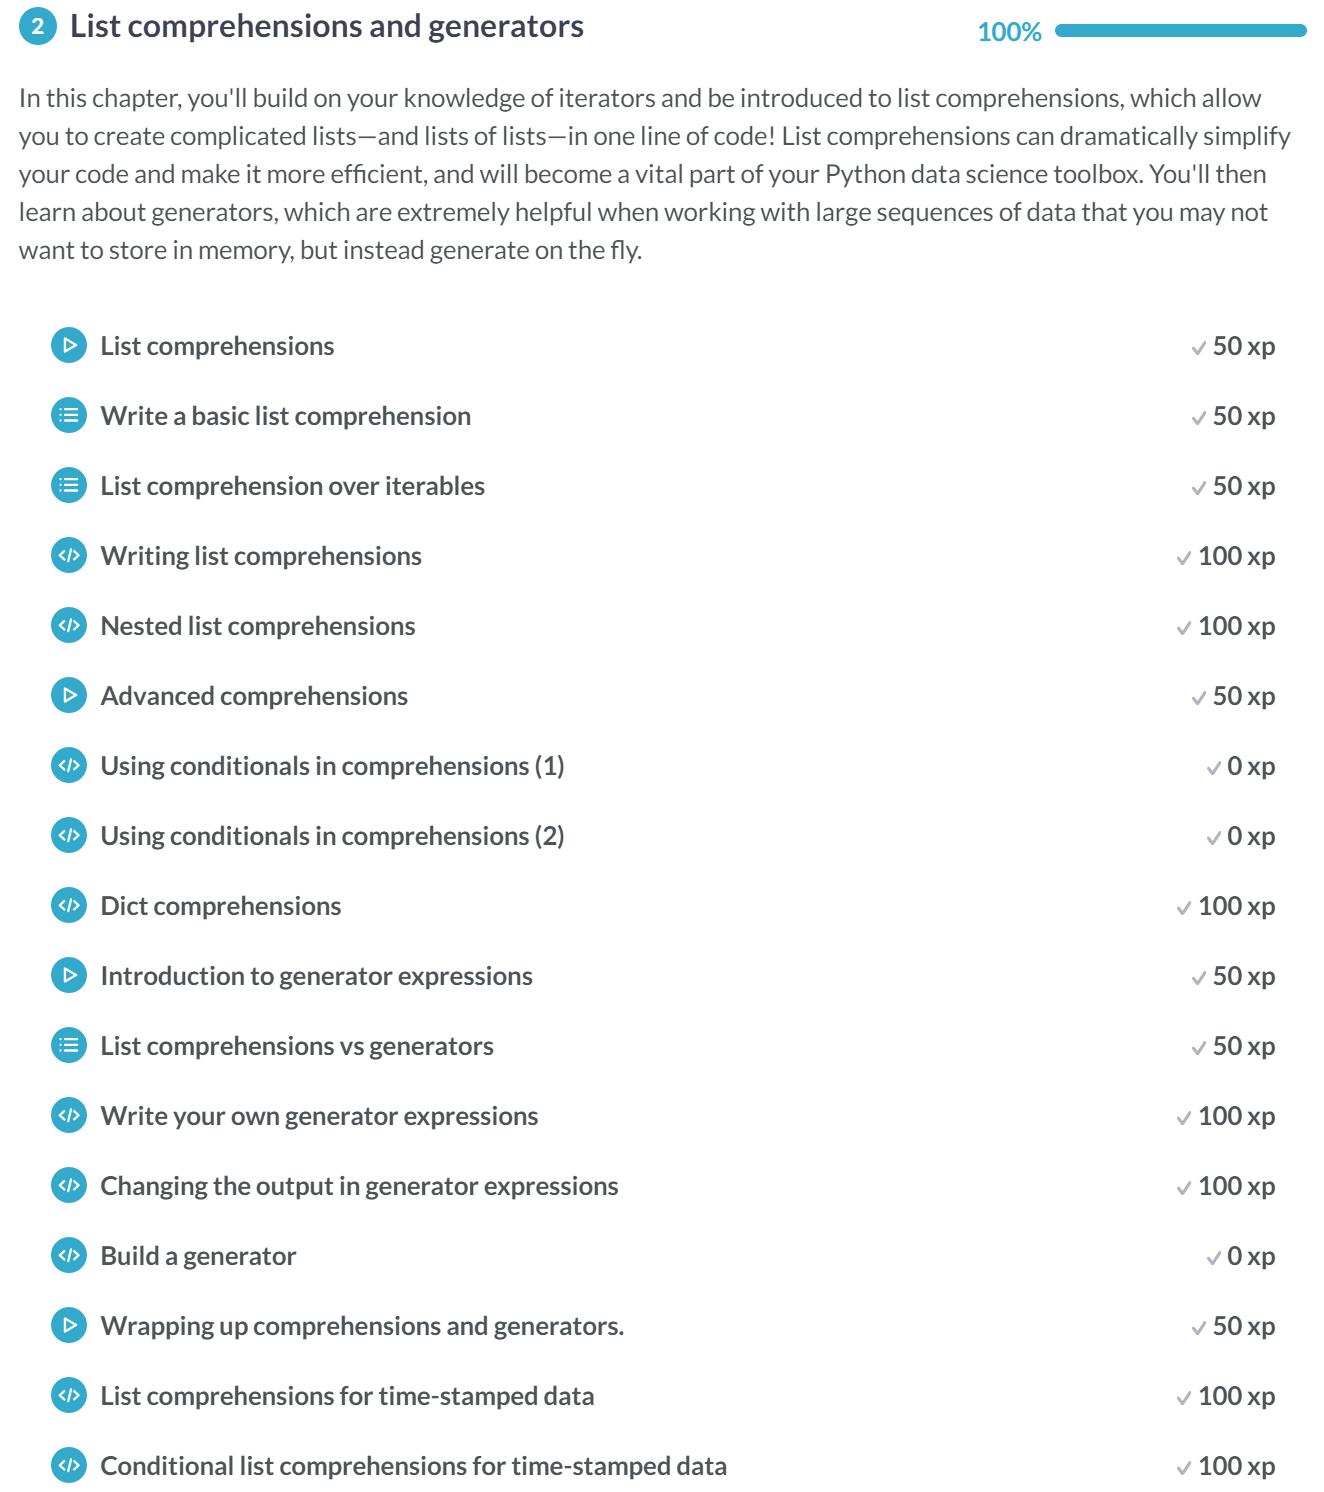 2 List comprehensions and generators 100%
In this chapter, you'll build on your knowledge of iterators and be introduced to list comprehensions, which allow
you to create complicated lists—and lists of lists—in one line of code! List comprehensions can dramatically simplify
your code and make it more efficient, and will become a vital part of your Python data science toolbox. You'll then
learn about generators, which are extremely helpful when working with large sequences of data that you may not
want to store in memory, but instead generate on the fly.
List comprehensions 50 xp
Write a basic list comprehension 50 xp
List comprehension over iterables 50 xp
Writing list comprehensions 100 xp
Nested list comprehensions 100 xp
Advanced comprehensions 50 xp
Using conditionals in comprehensions (1) 0 xp
Using conditionals in comprehensions (2) 0 xp
Dict comprehensions 100 xp
Introduction to generator expressions 50 xp
List comprehensions vs generators 50 xp
Write your own generator expressions 100 xp
Changing the output in generator expressions 100 xp
Build a generator 0 xp
Wrapping up comprehensions and generators. 50 xp
List comprehensions for time-stamped data 100 xp
Conditional list comprehensions for time-stamped data 100 xp